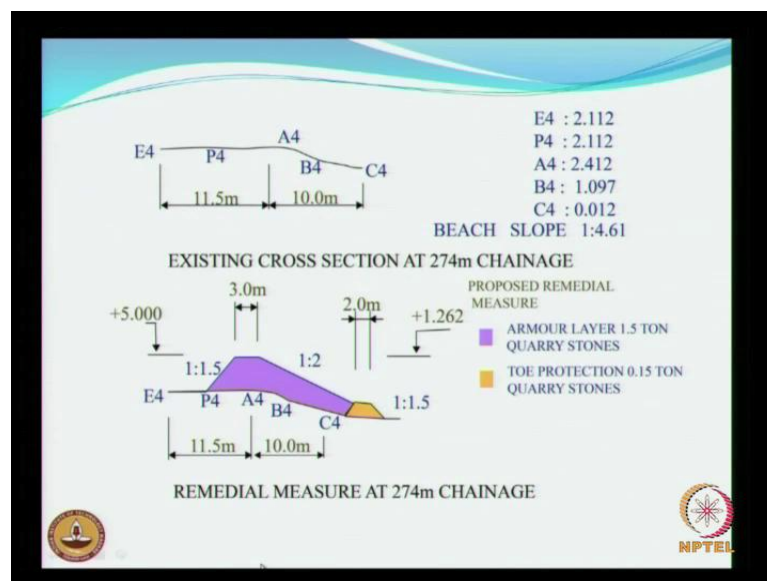 E4 : 2.112
P4 : 2.112
A4 : 2.412
B4 : 1.097
C4 : 0.012
BEACH SLOPE 1:4.61
E4
P4
A4
B4
C4
11.5m
10.0m
EXISTING CROSS SECTION AT 274m CHAINAGE
PROPOSED REMEDIAL
MEASURE
ARMOUR LAYER 1.5 TON
QUARRY STONES
TOE PROTECTION 0.15 TON
QUARRY STONES
3.0m
2.0m
+5.000
+1.262
1:1.5
1:2
1:1.5
E4
P4
A4
B4
C4
11.5m
10.0m
REMEDIAL MEASURE AT 274m CHAINAGE
NPTEL